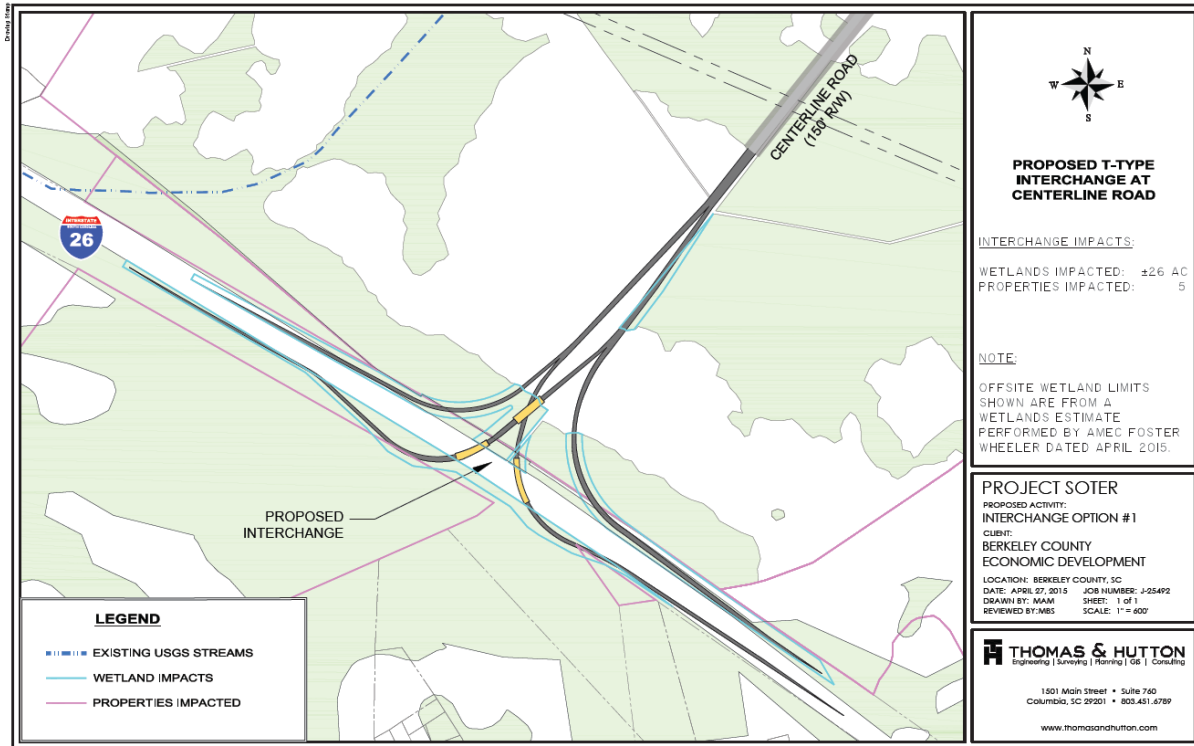 Drawing Name
CENTERLINE ROAD
(150' R/W)
INTERSTATE
SOUTH CAROLINA
26
PROPOSED
INTERCHANGE
LEGEND
EXISTING USGS STREAMS
WETLAND IMPACTS
PROPERTIES IMPACTED
N
W E
S
PROPOSED T-TYPE
INTERCHANGE AT
CENTERLINE ROAD
INTERCHANGE IMPACTS:
WETLANDS IMPACTED: ±26 AC
PROPERTIES IMPACTED: 5
NOTE:
OFFSITE WETLAND LIMITS
SHOWN ARE FROM A
WETLANDS ESTIMATE
PERFORMED BY AMEC FOSTER
WHEELER DATED APRIL 2015.
PROJECT SOTER
PROPOSED ACTIVITY:
INTERCHANGE OPTION #1
CLIENT:
BERKELEY COUNTY
ECONOMIC DEVELOPMENT
LOCATION: BERKELEY COUNTY, SC
DATE: APRIL 27, 2015 JOB NUMBER: J-25492
DRAWN BY: MAM SHEET: 1 of 1
REVIEWED BY:MBS SCALE: 1" = 600'
THOMAS & HUTTON
Engineering | Surveying | Planning | GIS | Consulting
1501 Main Street • Suite 760
Columbia, SC 29201 • 803.451.6789
www.thomasandhutton.com